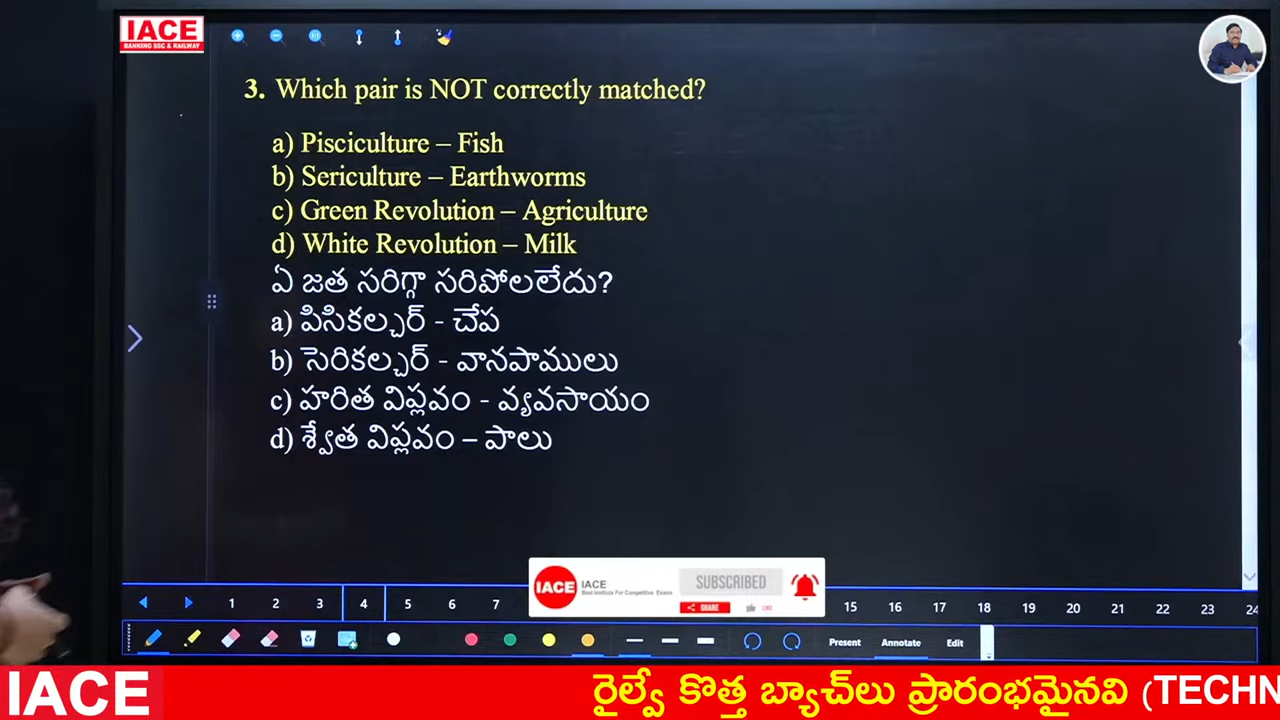 IACE
BANKING SSC & RAILWAY
3. Which pair is NOT correctly matched?
a) Pisciculture – Fish
b) Sericulture – Earthworms
c) Green Revolution – Agriculture
d) White Revolution – Milk
ఏ జత సరిగ్గా సరిపోలలేదు?
a) పిసికల్చర్ - చేప
b) సెరికల్చర్ - వానపాములు
c) హరిత విప్లవం - వ్యవసాయం
d) శ్వేత విప్లవం – పాలు
IACE
IACE
Best Institute For Competitive Exams
SUBSCRIBED
SHARE
LIKE
1 2 3 4 5 6 7 15 16 17 18 19 20 21 22 23 24
Present Annotate Edit
IACE
రైల్వే కొత్త బ్యాచ్‌లు ప్రారంభమైనవి (TECHN